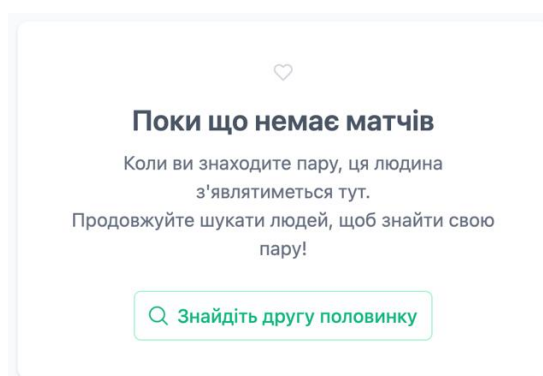 Поки що немає матчів
Коли ви знаходите пару, ця людина
з'являтиметься тут.
Продовжуйте шукати людей, щоб знайти свою
пару!
Знайдіть другу половинку